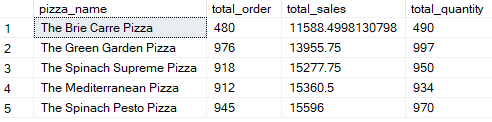 pizza_name total_order total_sales total_quantity
1 The Brie Carre Pizza 480 11588.4998130798 490
2 The Green Garden Pizza 976 13955.75 997
3 The Spinach Supreme Pizza 918 15277.75 950
4 The Mediterranean Pizza 912 15360.5 934
5 The Spinach Pesto Pizza 945 15596 970